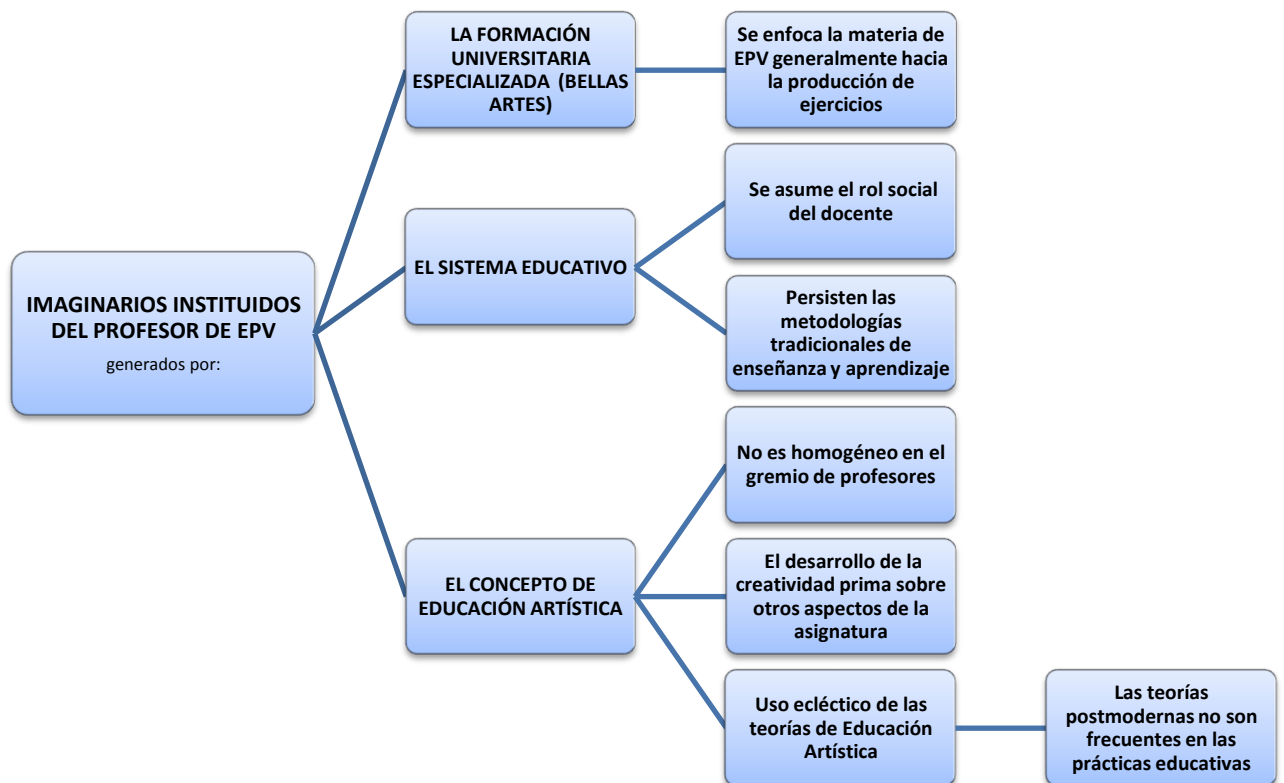 IMAGINARIOS INSTITUIDOS
DEL PROFESOR DE EPV
generados por:
LA FORMACIÓN
UNIVERSITARIA
ESPECIALIZADA (BELLAS
ARTES)
Se enfoca la materia de
EPV generalmente hacia
la producción de
ejercicios
EL SISTEMA EDUCATIVO
Se asume el rol social
del docente
Persisten las
metodologías
tradicionales de
enseñanza y aprendizaje
EL CONCEPTO DE
EDUCACIÓN ARTÍSTICA
No es homogéneo en el
gremio de profesores
El desarrollo de la
creatividad prima sobre
otros aspectos de la
asignatura
Uso ecléctico de las
teorías de Educación
Artística
Las teorías
postmodernas no son
frecuentes en las
prácticas educativas